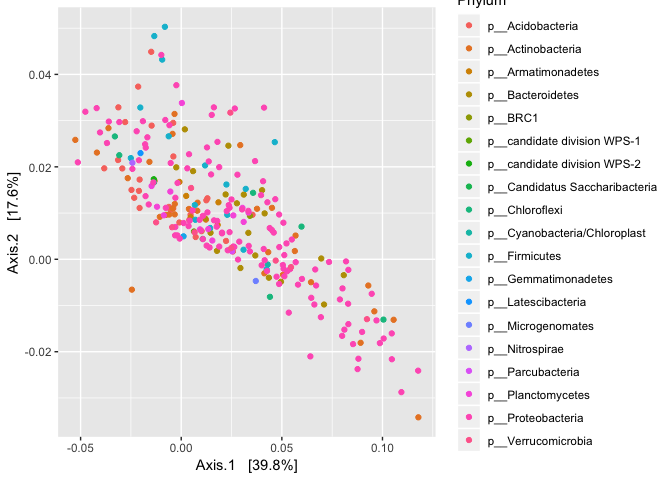 Phylum
p__Acidobacteria
p__Actinobacteria
p__Armatimonadetes
p__Bacteroidetes
p__BRC1
p__candidate division WPS-1
p__candidate division WPS-2
p__Candidatus Saccharibacteria
p__Chloroflexi
p__Cyanobacteria/Chloroplast
p__Firmicutes
p__Gemmatimonadetes
p__Latescibacteria
p__Microgenomates
p__Nitrospirae
p__Parcubacteria
p__Planctomycetes
p__Proteobacteria
p__Verrucomicrobia
Axis.2 [17.6%]
0.04
0.02
0.00
-0.02
-0.05
0.00
0.05
0.10
Axis.1 [39.8%]